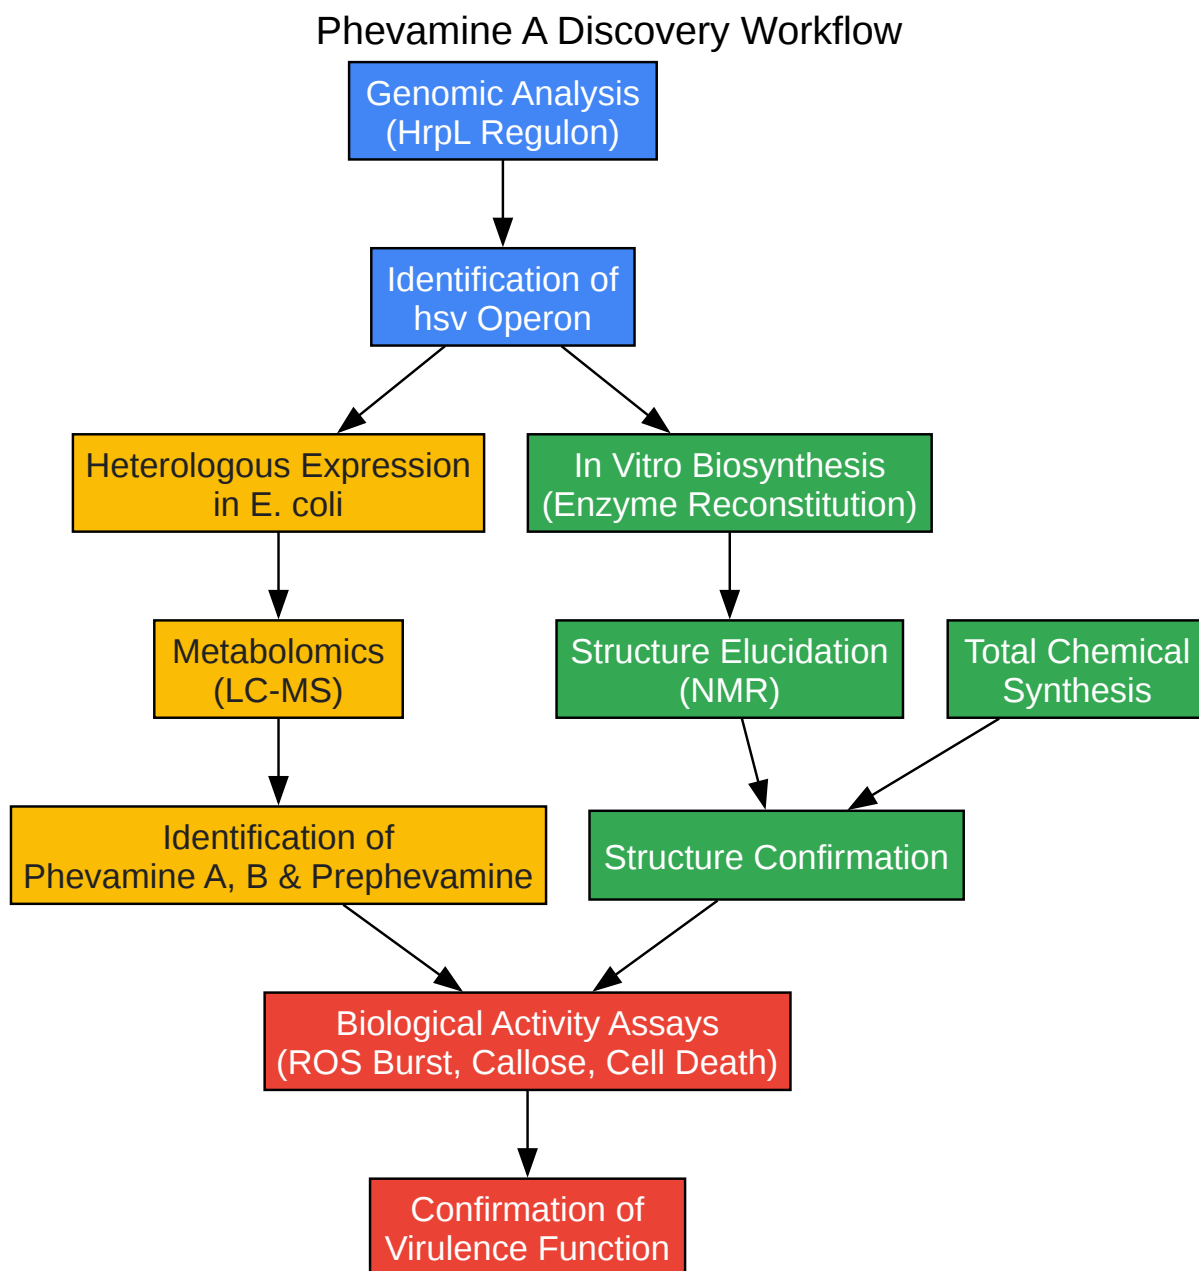 Phevamine A Discovery Workflow
Genomic Analysis
(HrpL Regulon)
Identification of
hsv Operon
Heterologous Expression
in E. coli
In Vitro Biosynthesis
(Enzyme Reconstitution)
Metabolomics
(LC-MS)
Structure Elucidation
(NMR)
Total Chemical
Synthesis
Identification of
Phevamine A, B & Prephevamine
Structure Confirmation
Biological Activity Assays
(ROS Burst, Callose, Cell Death)
Confirmation of
Virulence Function